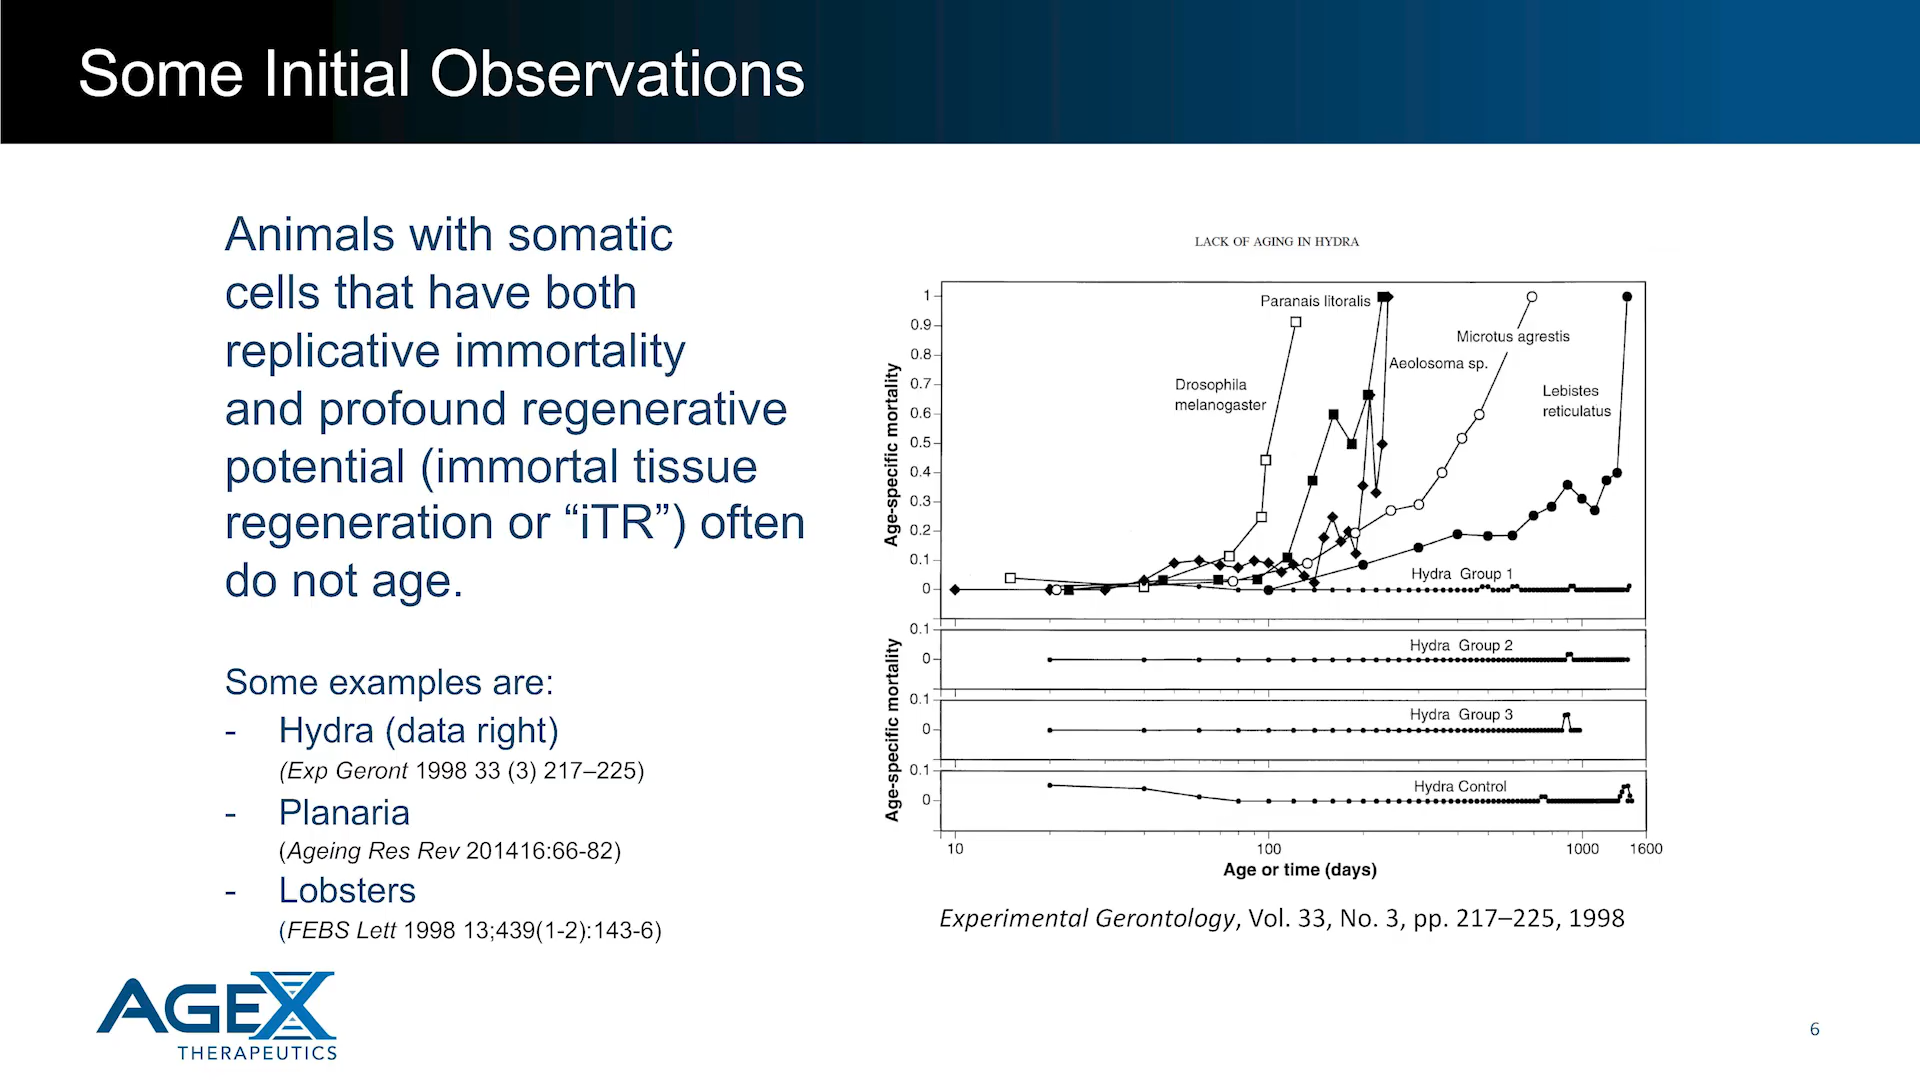 Some Initial Observations
Animals with somatic
cells that have both
replicative immortality
and profound regenerative
potential (immortal tissue
regeneration or “iTR”) often
do not age.
Some examples are:
- Hydra (data right)
(Exp Geront 1998 33 (3) 217–225)
- Planaria
(Ageing Res Rev 201416:66-82)
- Lobsters
(FEBS Lett 1998 13;439(1-2):143-6)
LACK OF AGING IN HYDRA
Age-specific mortality
1
0.9
0.8
0.7
0.6
0.5
0.4
0.3
0.2
0.1
0
Paranais litoralis
Microtus agrestis
Aeolosoma sp.
Drosophila
melanogaster
Lebistes
reticulatus
Hydra Group 1
Age-specific mortality
0.1
0
Hydra Group 2
0.1
0
Hydra Group 3
Age-specific mortality
0.1
0
Hydra Control
10
100
1000
1600
Age or time (days)
Experimental Gerontology, Vol. 33, No. 3, pp. 217–225, 1998
AGEX
THERAPEUTICS
6